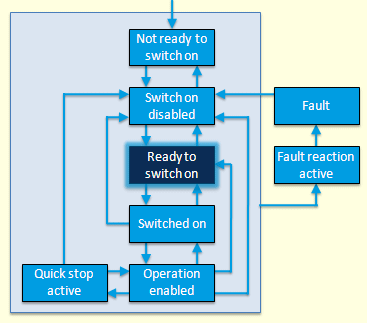 Not ready to
switch on
Switch on
disabled
Fault
Ready to
switch on
Fault reaction
active
Switched on
Quick stop
active
Operation
enabled